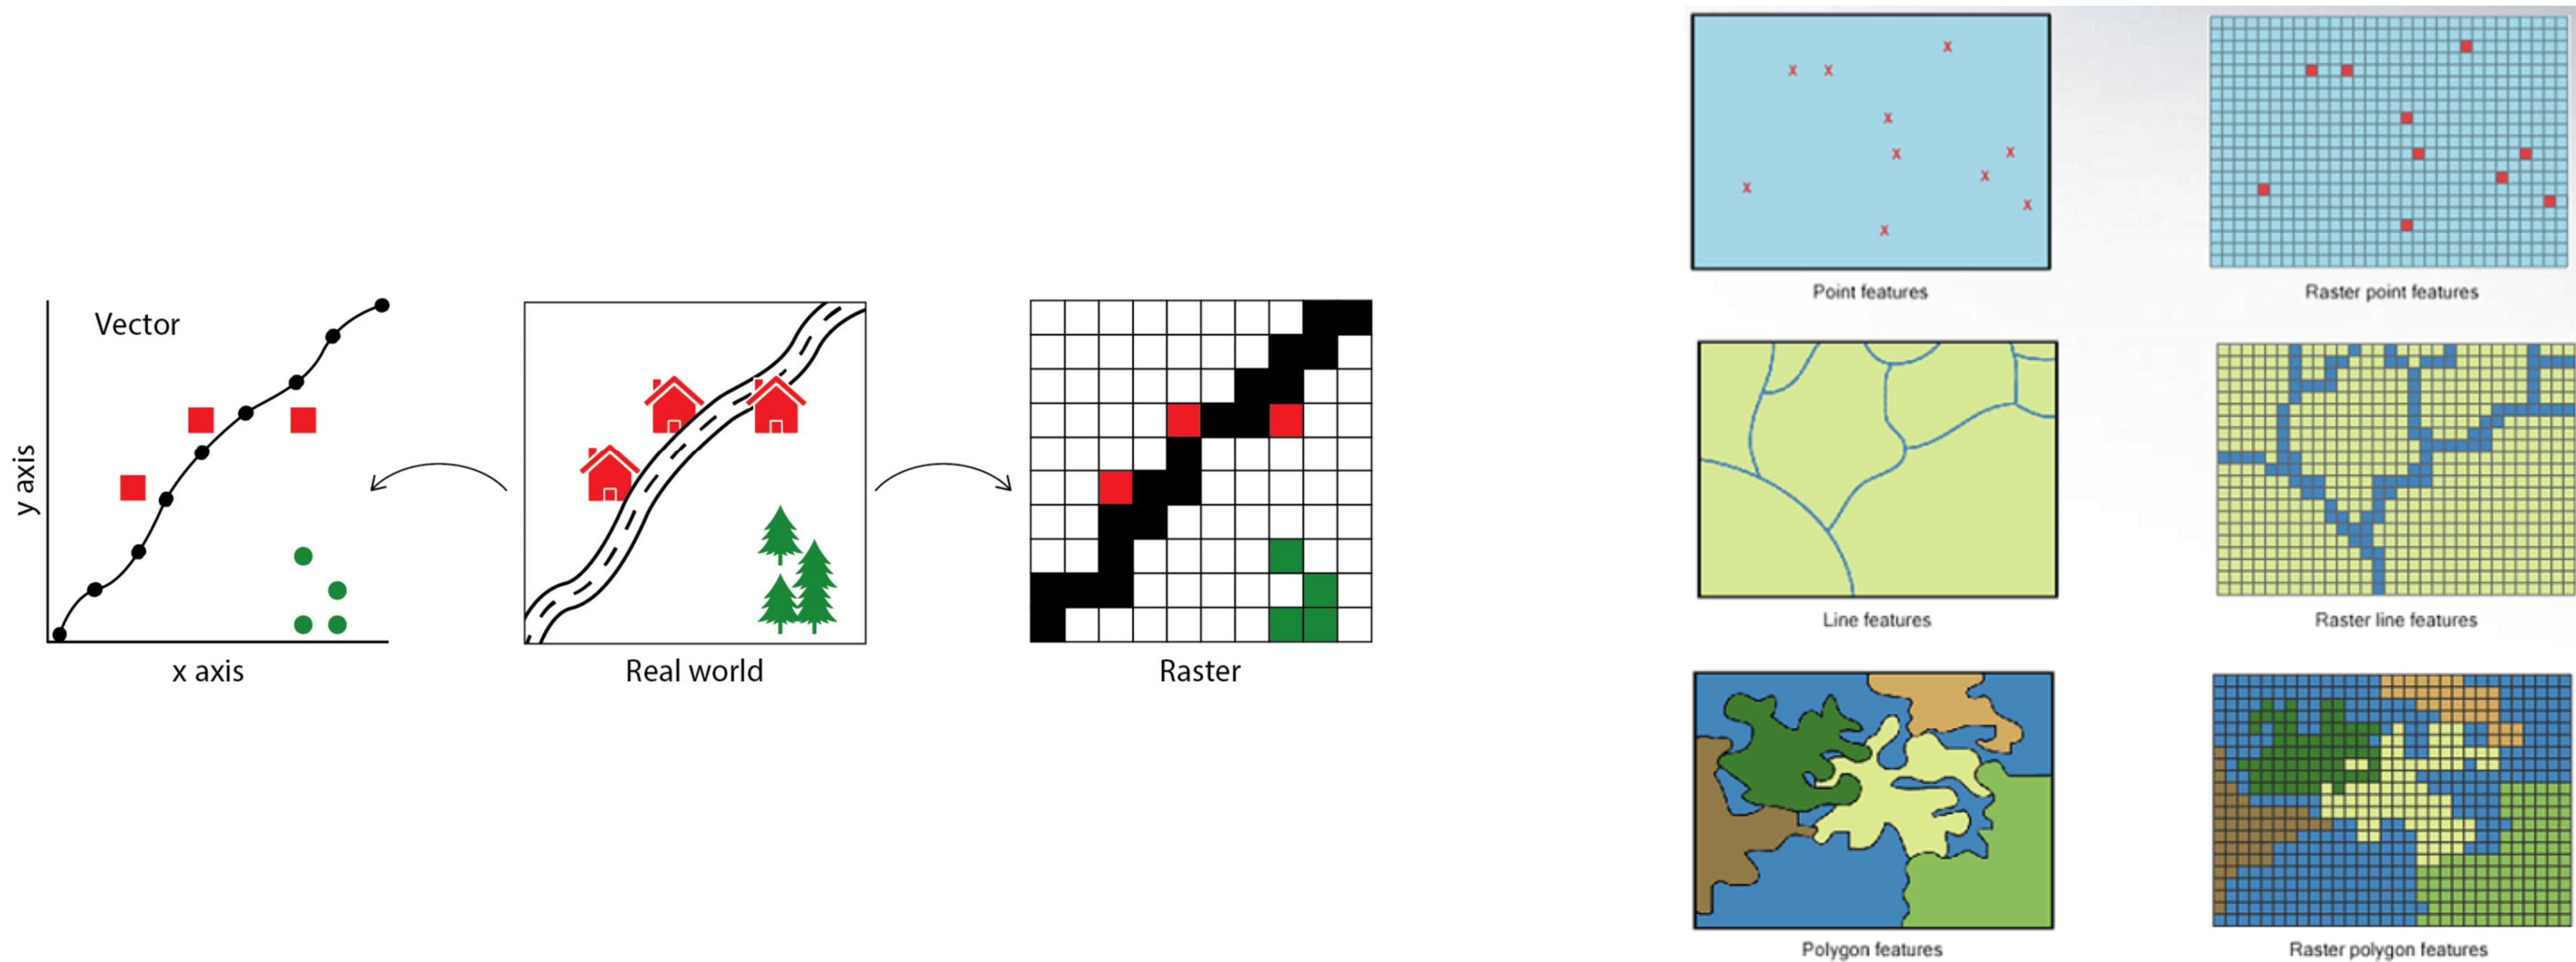 Vector
y axis
x axis
Real world
Raster
Point features
Raster point features
Line features
Raster line features
Polygon features
Raster polygon features